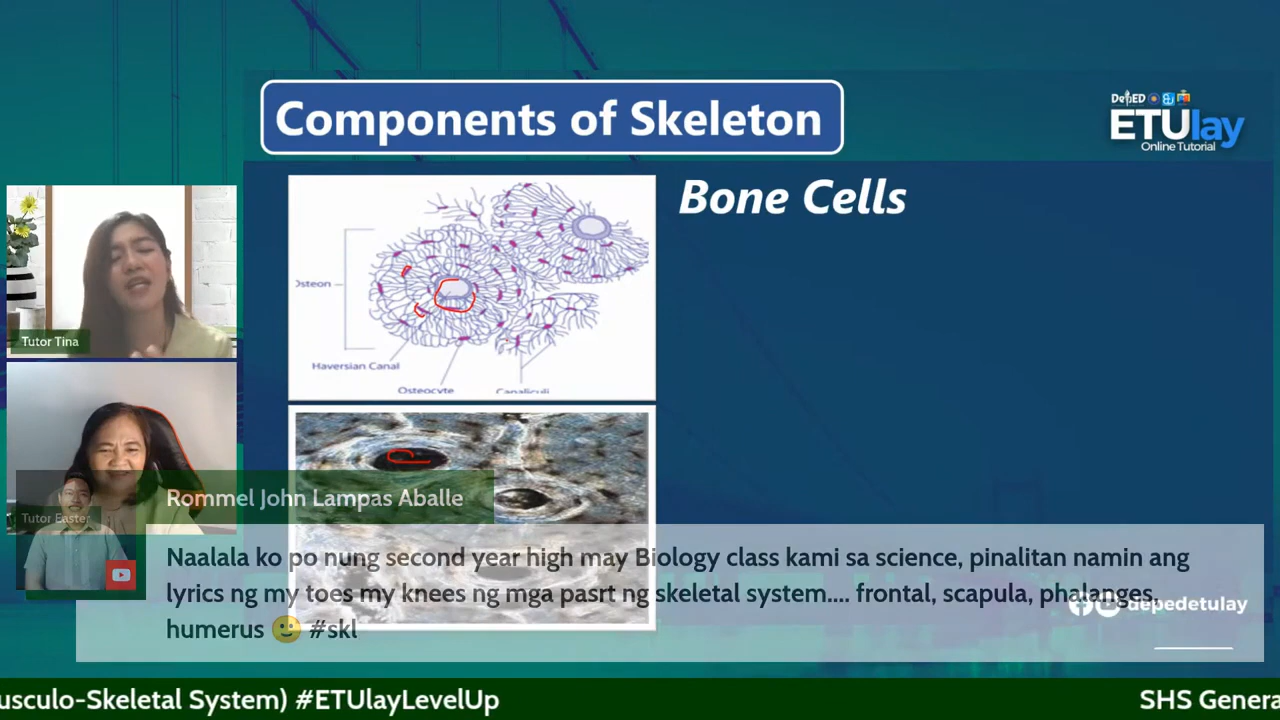 Components of Skeleton
DepED
ETUlay
Online Tutorial
Bone Cells
Osteon
Haversian Canal
Osteocyte
Canaliculi
Tutor Tina
Tutor Easter
Rommel John Lampas Aballe
Naalala ko po nung second year high may Biology class kami sa science, pinalitan namin ang
lyrics ng my toes my knees ng mga pasrt ng skeletal system.... frontal, scapula, phalanges,
humerus 🙂 #skl
depedetulay
usculo-Skeletal System) #ETUlayLevelUp
SHS Genera